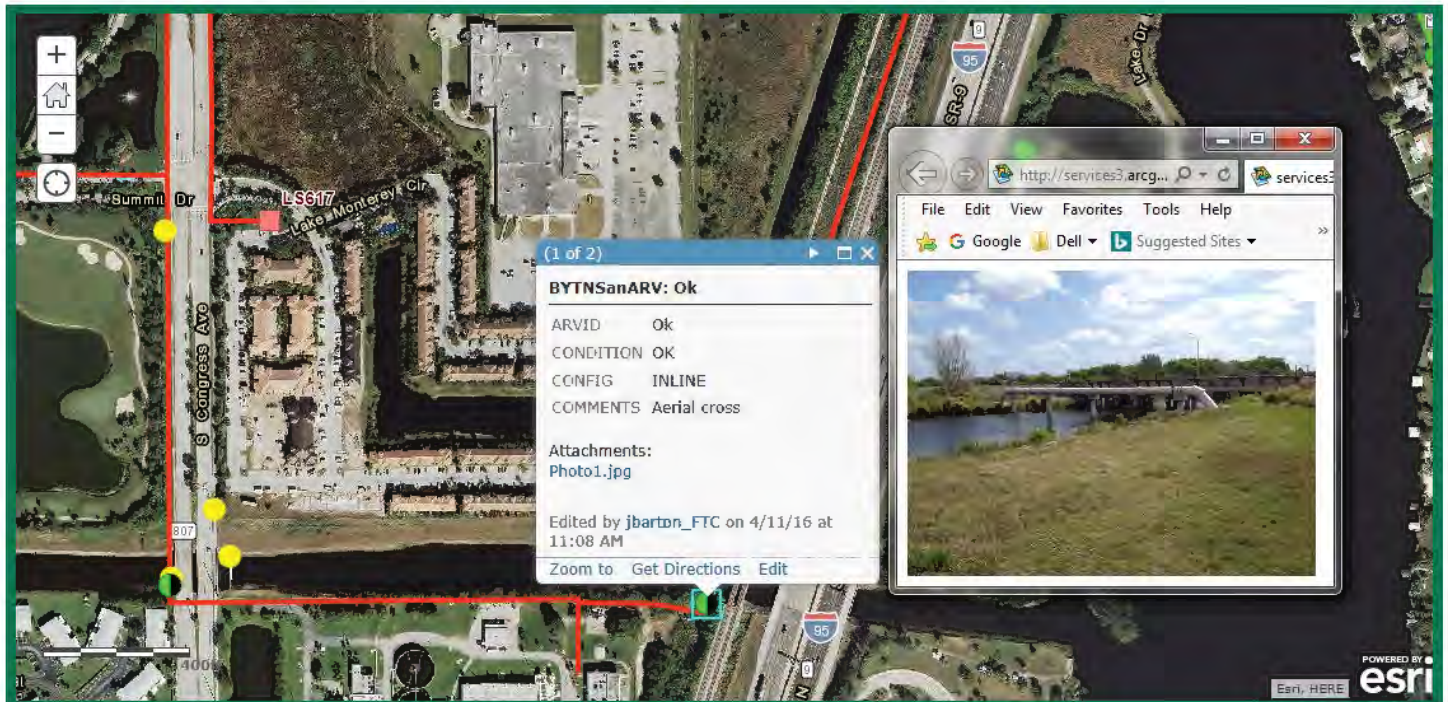 +
−
Summit Dr
LS617
Lake Monterey Cir
S Congress Ave
807
400ft
9
95
SR-9
Lake Dr
(1 of 2)
BYTNSanARV: Ok
ARVID Ok
CONDITION OK
CONFIG INLINE
COMMENTS Aerial cross
Attachments:
Photo1.jpg
Edited by jbarton_FTC on 4/11/16 at
11:08 AM
Zoom to Get Directions Edit
http://services3.arcg...
services3
File Edit View Favorites Tools Help
Google Dell Suggested Sites
»
95
9
N
Esri, HERE
POWERED BY
esri